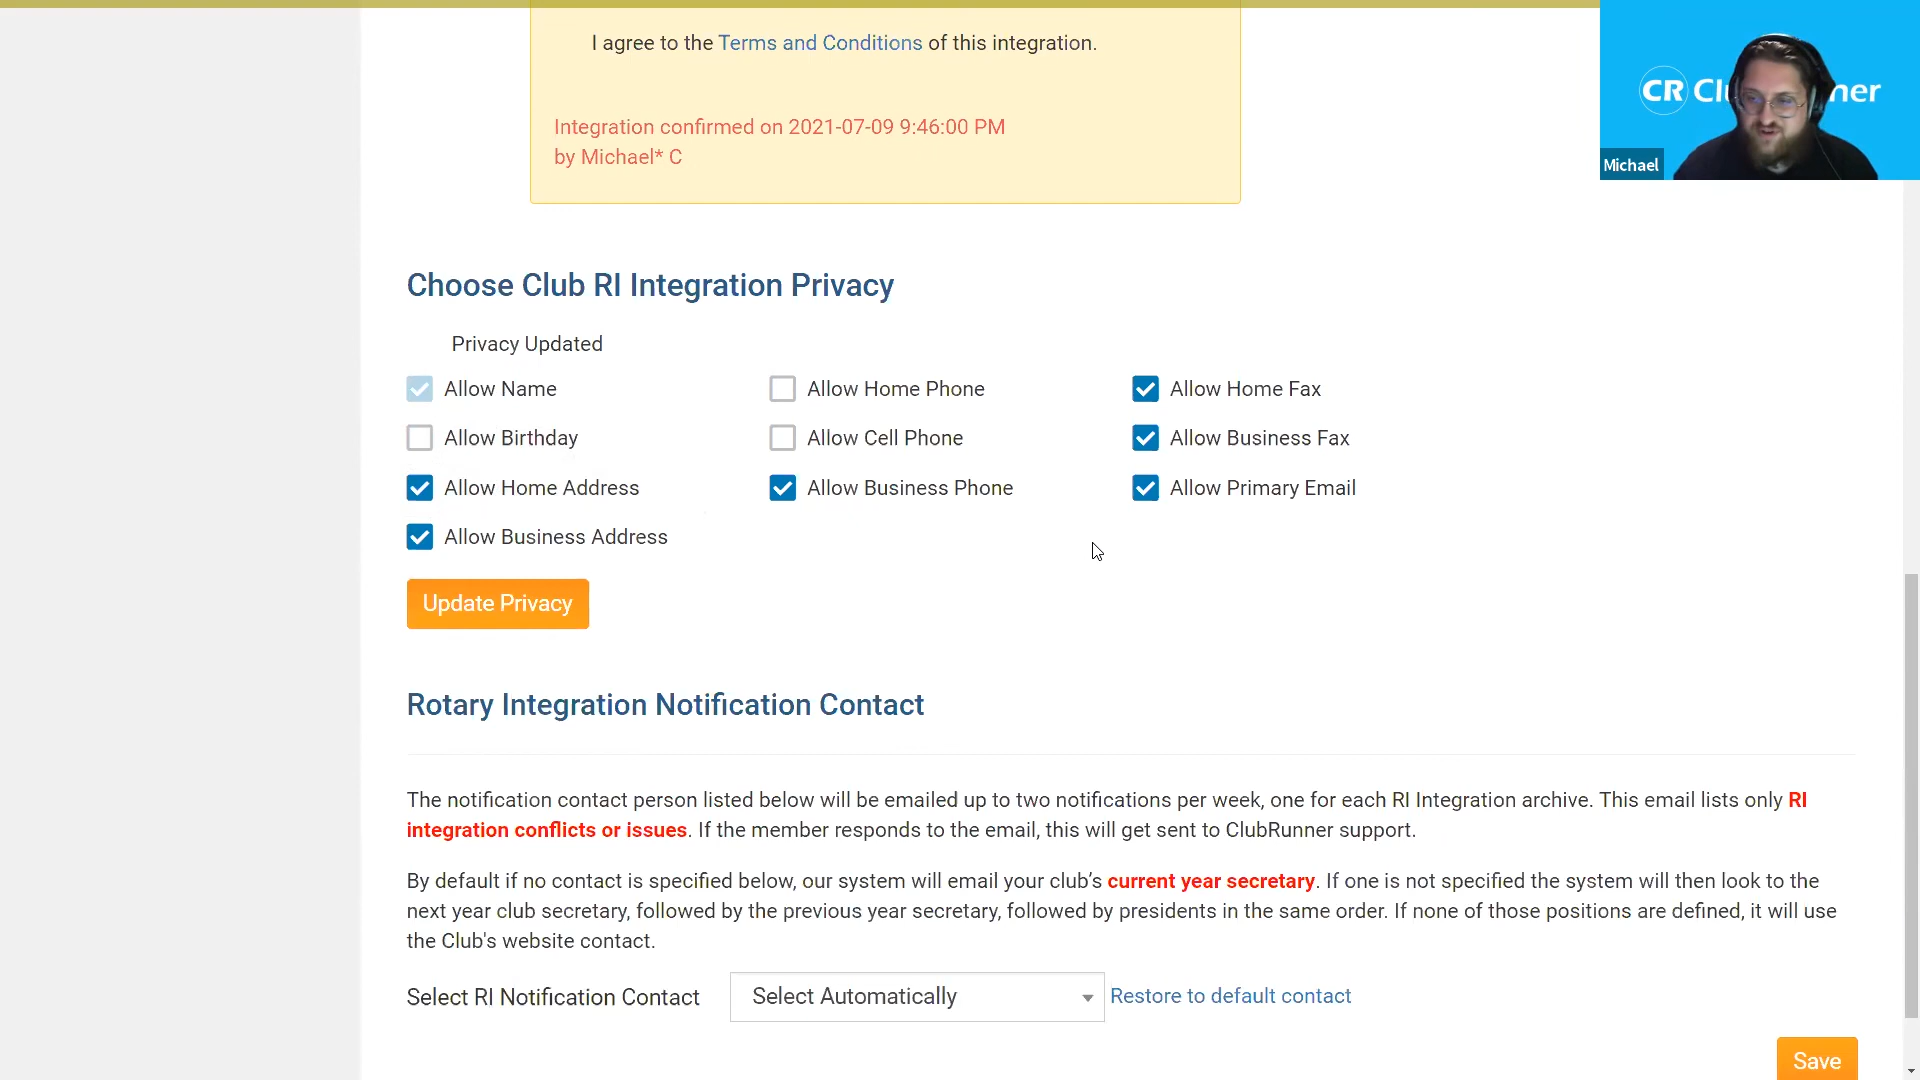 I agree to the Terms and Conditions of this integration.
Integration confirmed on 2021-07-09 9:46:00 PM
by Michael* C
CR Cl ner
Michael
Choose Club RI Integration Privacy
Privacy Updated
Allow Name
Allow Home Phone
Allow Home Fax
Allow Birthday
Allow Cell Phone
Allow Business Fax
Allow Home Address
Allow Business Phone
Allow Primary Email
Allow Business Address
Update Privacy
Rotary Integration Notification Contact
The notification contact person listed below will be emailed up to two notifications per week, one for each RI Integration archive. This email lists only RI
integration conflicts or issues. If the member responds to the email, this will get sent to ClubRunner support.
By default if no contact is specified below, our system will email your club’s current year secretary. If one is not specified the system will then look to the
next year club secretary, followed by the previous year secretary, followed by presidents in the same order. If none of those positions are defined, it will use
the Club's website contact.
Select RI Notification Contact
Select Automatically
Restore to default contact
Save